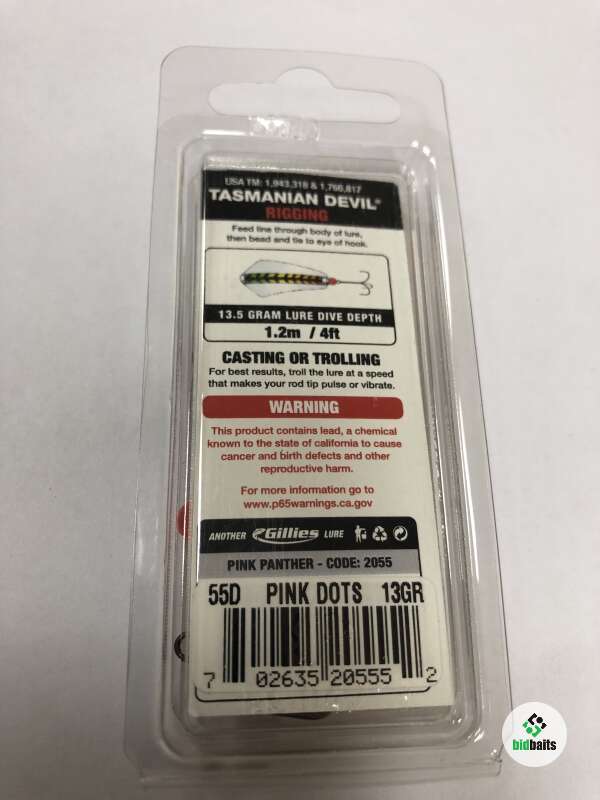 USA TM: 1,943,318 & 1,766,817
TASMANIAN DEVIL®
RIGGING
Feed line through body of lure,
then bead and tie to eye of hook.
13.5 GRAM LURE DIVE DEPTH
1.2m / 4ft
CASTING OR TROLLING
For best results, troll the lure at a speed
that makes your rod tip pulse or vibrate.
WARNING
This product contains lead, a chemical
known to the state of california to cause
cancer and birth defects and other
reproductive harm.
For more information go to
www.p65warnings.ca.gov
ANOTHER Gillies LURE
PINK PANTHER - CODE: 2055
55D PINK DOTS 13GR
7 02635 20555 2
bidbaits